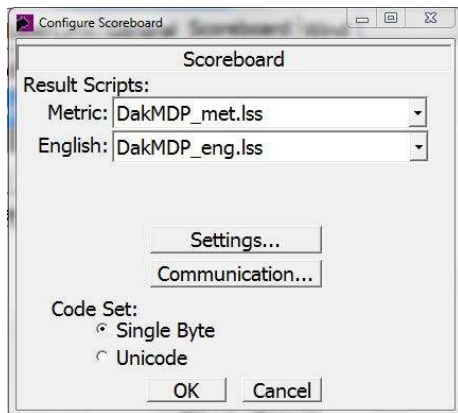 Configure Scoreboard
Scoreboard
Result Scripts:
Metric: DakMDP_met.lss
English: DakMDP_eng.lss
Settings...
Communication...
Code Set:
Single Byte
Unicode
OK Cancel